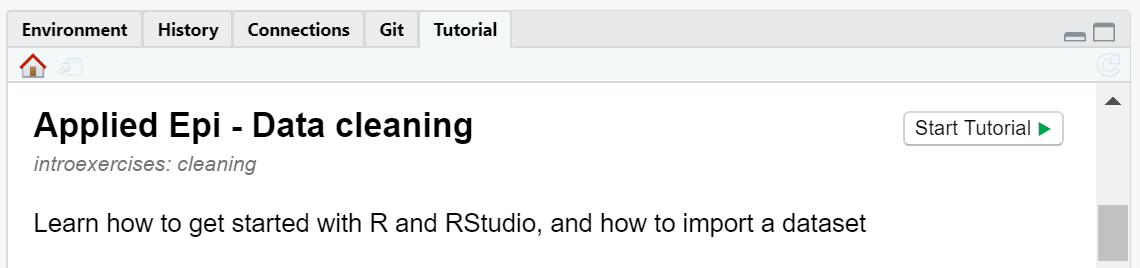 Environment History Connections Git Tutorial
Applied Epi - Data cleaning
Start Tutorial
introexercises: cleaning
Learn how to get started with R and RStudio, and how to import a dataset